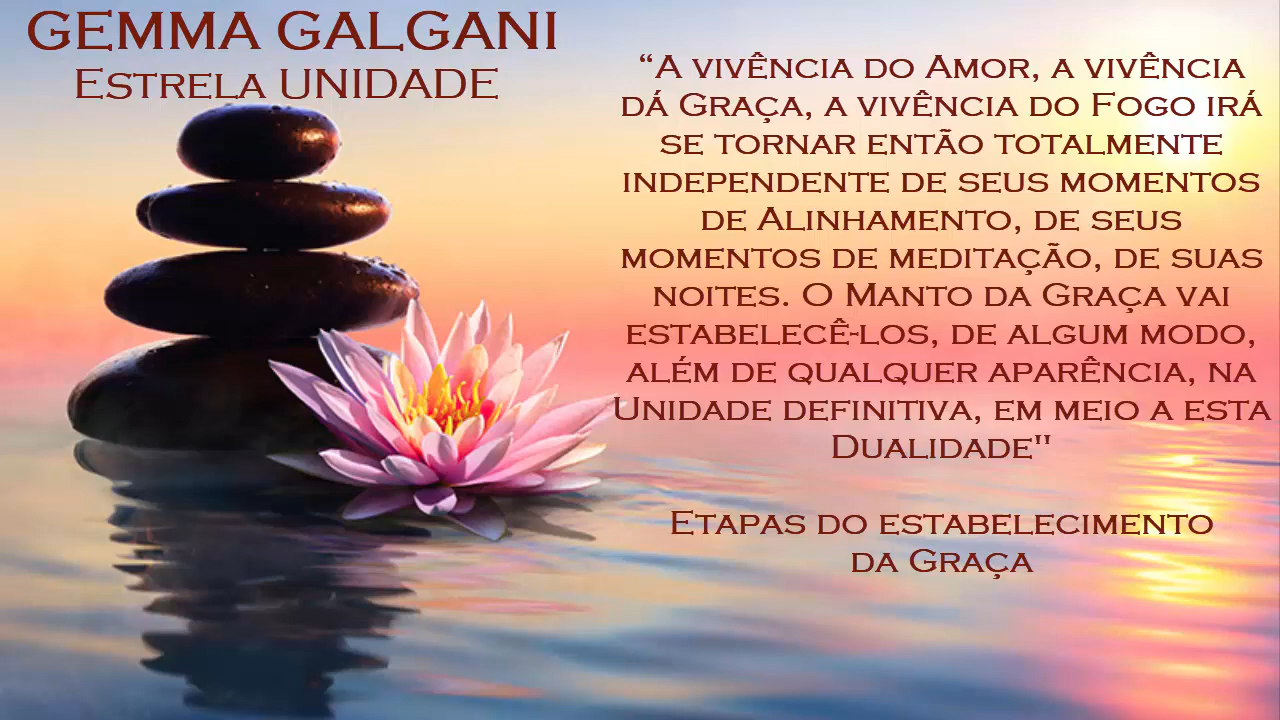 GEMMA GALGANI
ESTRELA UNIDADE
“A VIVÊNCIA DO AMOR, A VIVÊNCIA
DÁ GRAÇA, A VIVÊNCIA DO FOGO IRÁ
SE TORNAR ENTÃO TOTALMENTE
INDEPENDENTE DE SEUS MOMENTOS
DE ALINHAMENTO, DE SEUS
MOMENTOS DE MEDITAÇÃO, DE SUAS
NOITES. O MANTO DA GRAÇA VAI
ESTABELECÊ-LOS, DE ALGUM MODO,
ALÉM DE QUALQUER APARÊNCIA, NA
UNIDADE DEFINITIVA, EM MEIO A ESTA
DUALIDADE"
ETAPAS DO ESTABELECIMENTO
DA GRAÇA